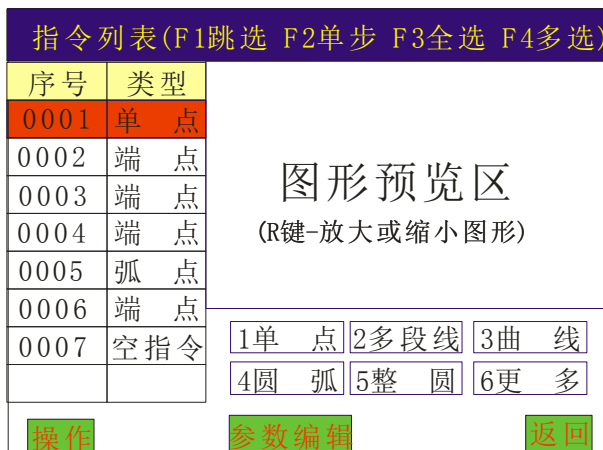 指令列表(F1跳选 F2单步 F3全选 F4多选)
序号 类型
0001 单 点
0002 端 点
0003 端 点
0004 端 点
0005 弧 点
0006 端 点
0007 空指令
图形预览区
(R键-放大或缩小图形)
1单 点 2多段线 3曲 线
4圆 弧 5整 圆 6更 多
操作 参数编辑 返回